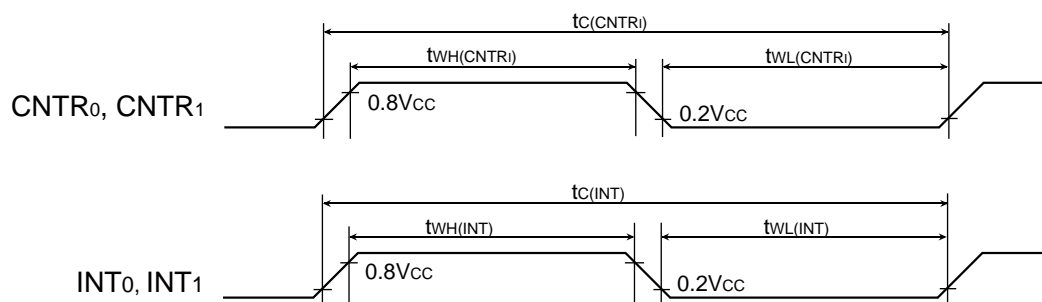 tC(CNTRI)
tWH(CNTRI) tWL(CNTRI)
CNTR0, CNTR1
0.8VCC 0.2VCC
tC(INT)
tWH(INT) tWL(INT)
INT0, INT1
0.8VCC 0.2VCC